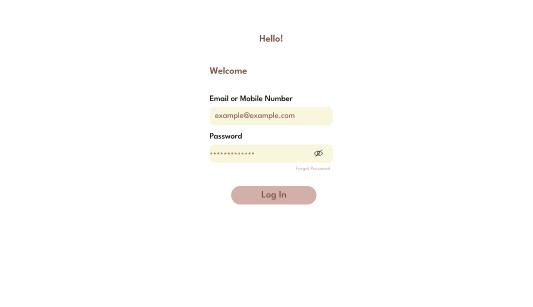 Hello!
Welcome
Email or Mobile Number
example@example.com
Password
*************
Forgot Password
Log In